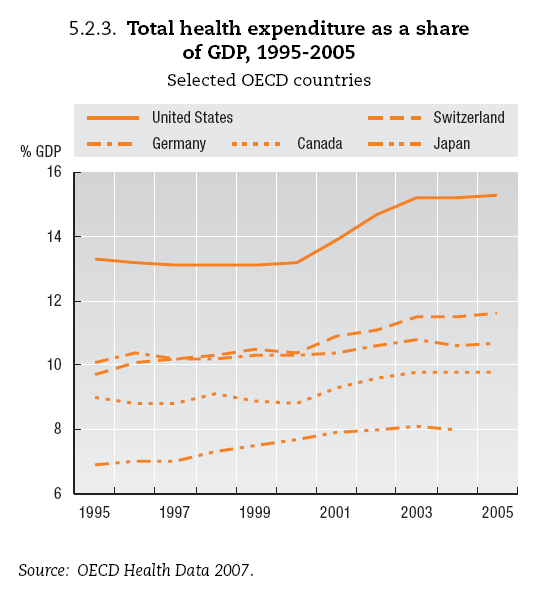 5.2.3. Total health expenditure as a share
of GDP, 1995-2005
Selected OECD countries
United States Switzerland
Germany Canada Japan
% GDP
16
14
12
10
8
6
1995 1997 1999 2001 2003 2005
Source: OECD Health Data 2007.